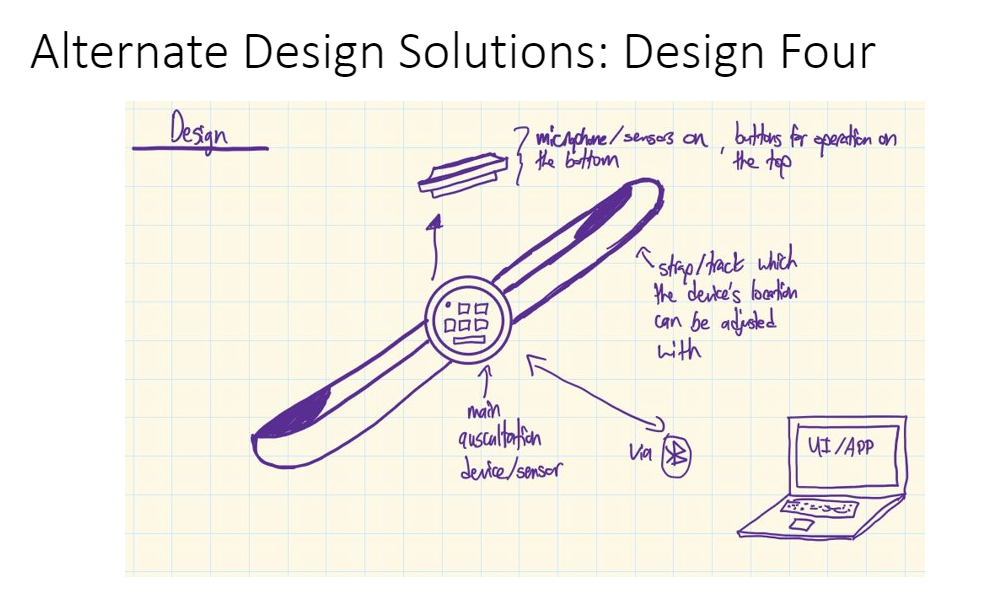 Alternate Design Solutions: Design Four
Design
microphone/sensors on
the bottom
, buttons for operation on
the top
strap/track which
the device's location
can be adjusted
with
main
auscultation
device/sensor
Via
UI/APP